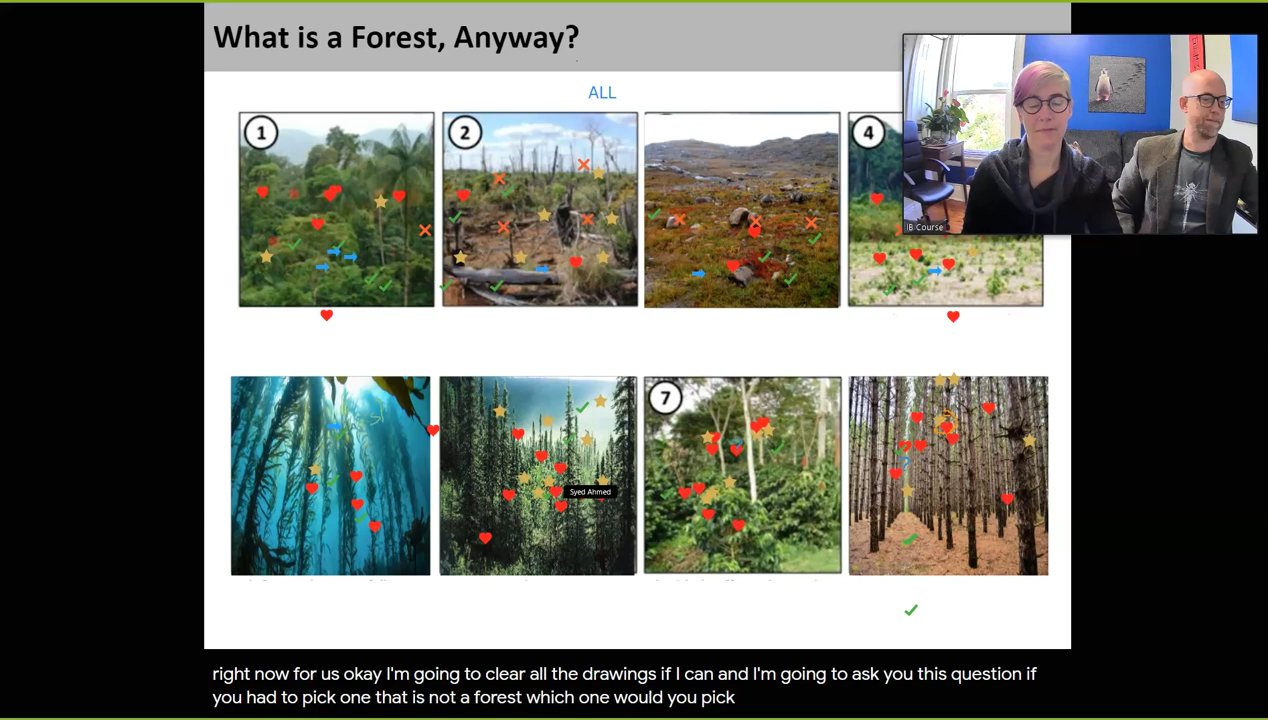 What is a Forest, Anyway?
ALL
1
2
4
IB Course
7
Syed Ahmed
right now for us okay I'm going to clear all the drawings if I can and I'm going to ask you this question if
you had to pick one that is not a forest which one would you pick